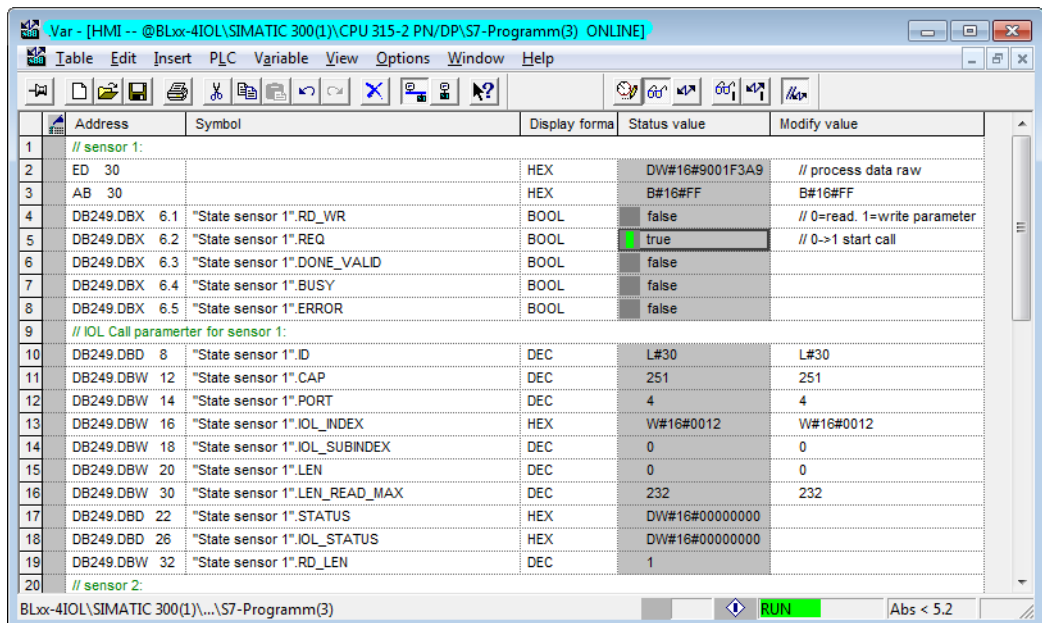 Var - [HMI -- @BLxx-4IOL\SIMATIC 300(1)\CPU 315-2 PN/DP\S7-Programm(3) ONLINE]
Table Edit Insert PLC Variable View Options Window Help
Address Symbol Display forma Status value Modify value
1 // sensor 1:
2 ED 30 HEX DW#16#9001F3A9 // process data raw
3 AB 30 HEX B#16#FF B#16#FF
4 DB249.DBX 6.1 "State sensor 1".RD_WR BOOL false // 0=read. 1=write parameter
5 DB249.DBX 6.2 "State sensor 1".REQ BOOL true // 0->1 start call
6 DB249.DBX 6.3 "State sensor 1".DONE_VALID BOOL false
7 DB249.DBX 6.4 "State sensor 1".BUSY BOOL false
8 DB249.DBX 6.5 "State sensor 1".ERROR BOOL false
9 // IOL Call paramerter for sensor 1:
10 DB249.DBD 8 "State sensor 1".ID DEC L#30 L#30
11 DB249.DBW 12 "State sensor 1".CAP DEC 251 251
12 DB249.DBW 14 "State sensor 1".PORT DEC 4 4
13 DB249.DBW 16 "State sensor 1".IOL_INDEX HEX W#16#0012 W#16#0012
14 DB249.DBW 18 "State sensor 1".IOL_SUBINDEX DEC 0 0
15 DB249.DBW 20 "State sensor 1".LEN DEC 0 0
16 DB249.DBW 30 "State sensor 1".LEN_READ_MAX DEC 232 232
17 DB249.DBD 22 "State sensor 1".STATUS HEX DW#16#00000000
18 DB249.DBD 26 "State sensor 1".IOL_STATUS HEX DW#16#00000000
19 DB249.DBW 32 "State sensor 1".RD_LEN DEC 1
20 // sensor 2:
BLxx-4IOL\SIMATIC 300(1)\...\S7-Programm(3) RUN Abs < 5.2